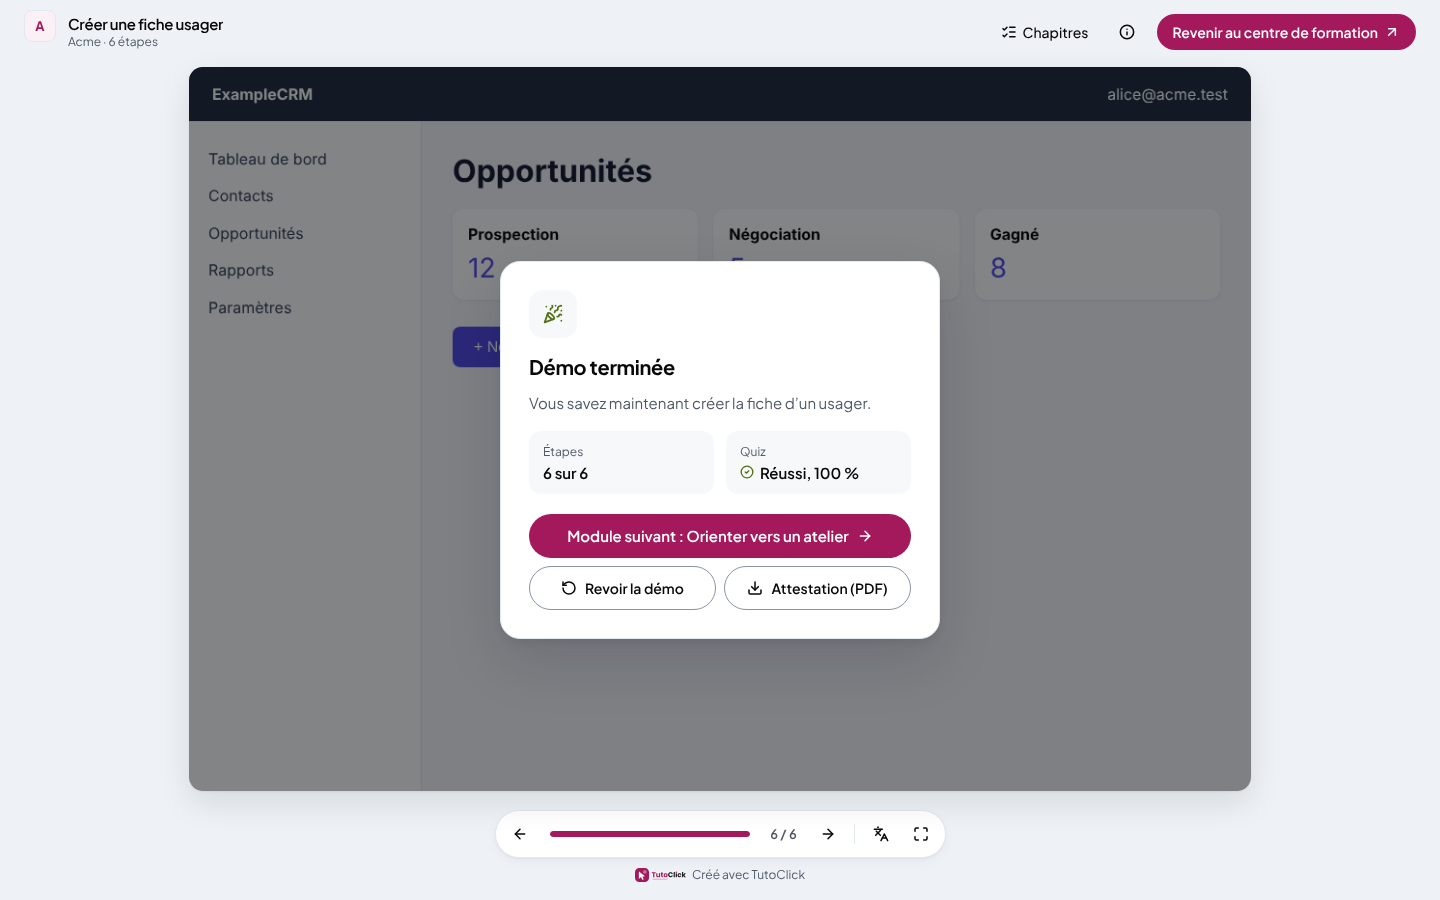 A
Créer une fiche usager
Acme · 6 étapes
Chapitres
Revenir au centre de formation
ExampleCRM
alice@acme.test
Tableau de bord
Contacts
Opportunités
Rapports
Paramètres
Opportunités
Prospection
12
Négociation
Gagné
8
Démo terminée
Vous savez maintenant créer la fiche d'un usager.
Étapes
6 sur 6
Quiz
Réussi, 100 %
Module suivant : Orienter vers un atelier
Revoir la démo
Attestation (PDF)
6 / 6
TutoClick Créé avec TutoClick